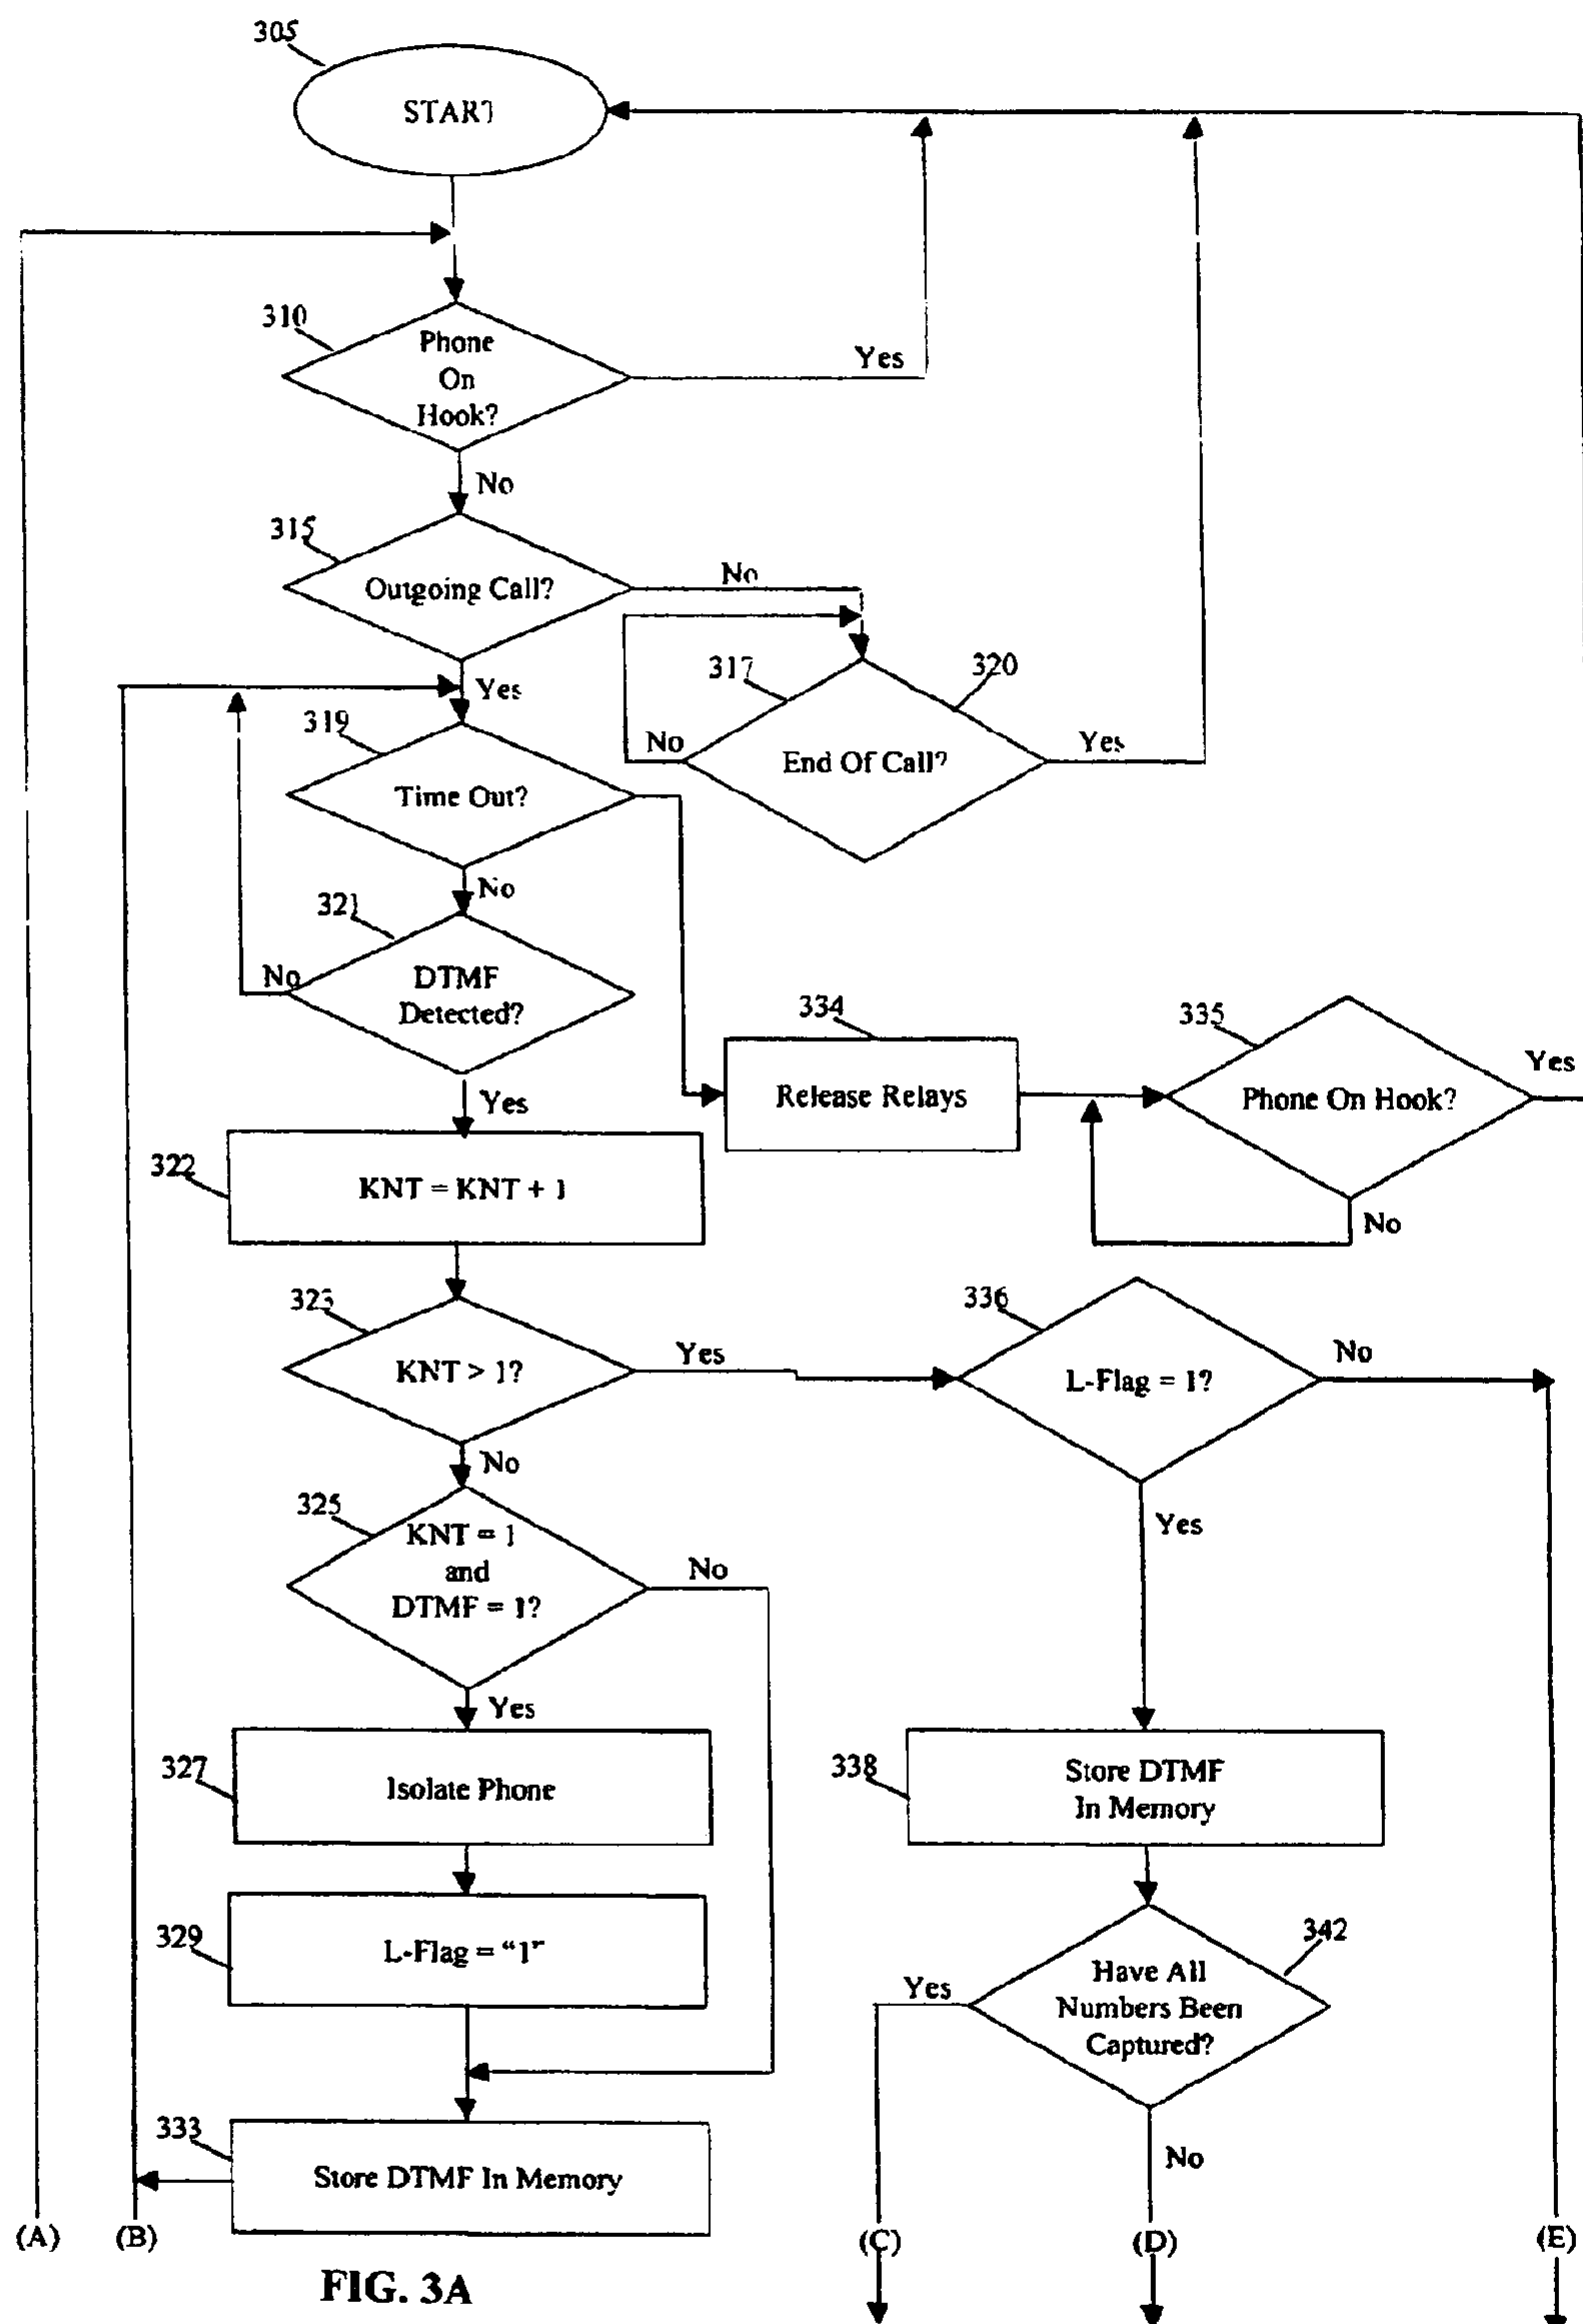 305
START
310
Phone
On
Hook?
Yes
No
315
Outgoing Call?
No
Yes
317
320
End Of Call?
No
Yes
319
Time Out?
No
321
DTMF
Detected?
No
Yes
334
Release Relays
335
Phone On Hook?
Yes
No
322
KNT = KNT + 1
323
KNT > 1?
Yes
No
336
L-Flag = 1?
No
Yes
325
KNT = 1
and
DTMF = 1?
No
Yes
327
Isolate Phone
338
Store DTMF
In Memory
329
L-Flag = "1"
342
Have All
Numbers Been
Captured?
Yes
No
333
Store DTMF In Memory
(A)
(B)
(C)
(D)
(E)
FIG. 3A